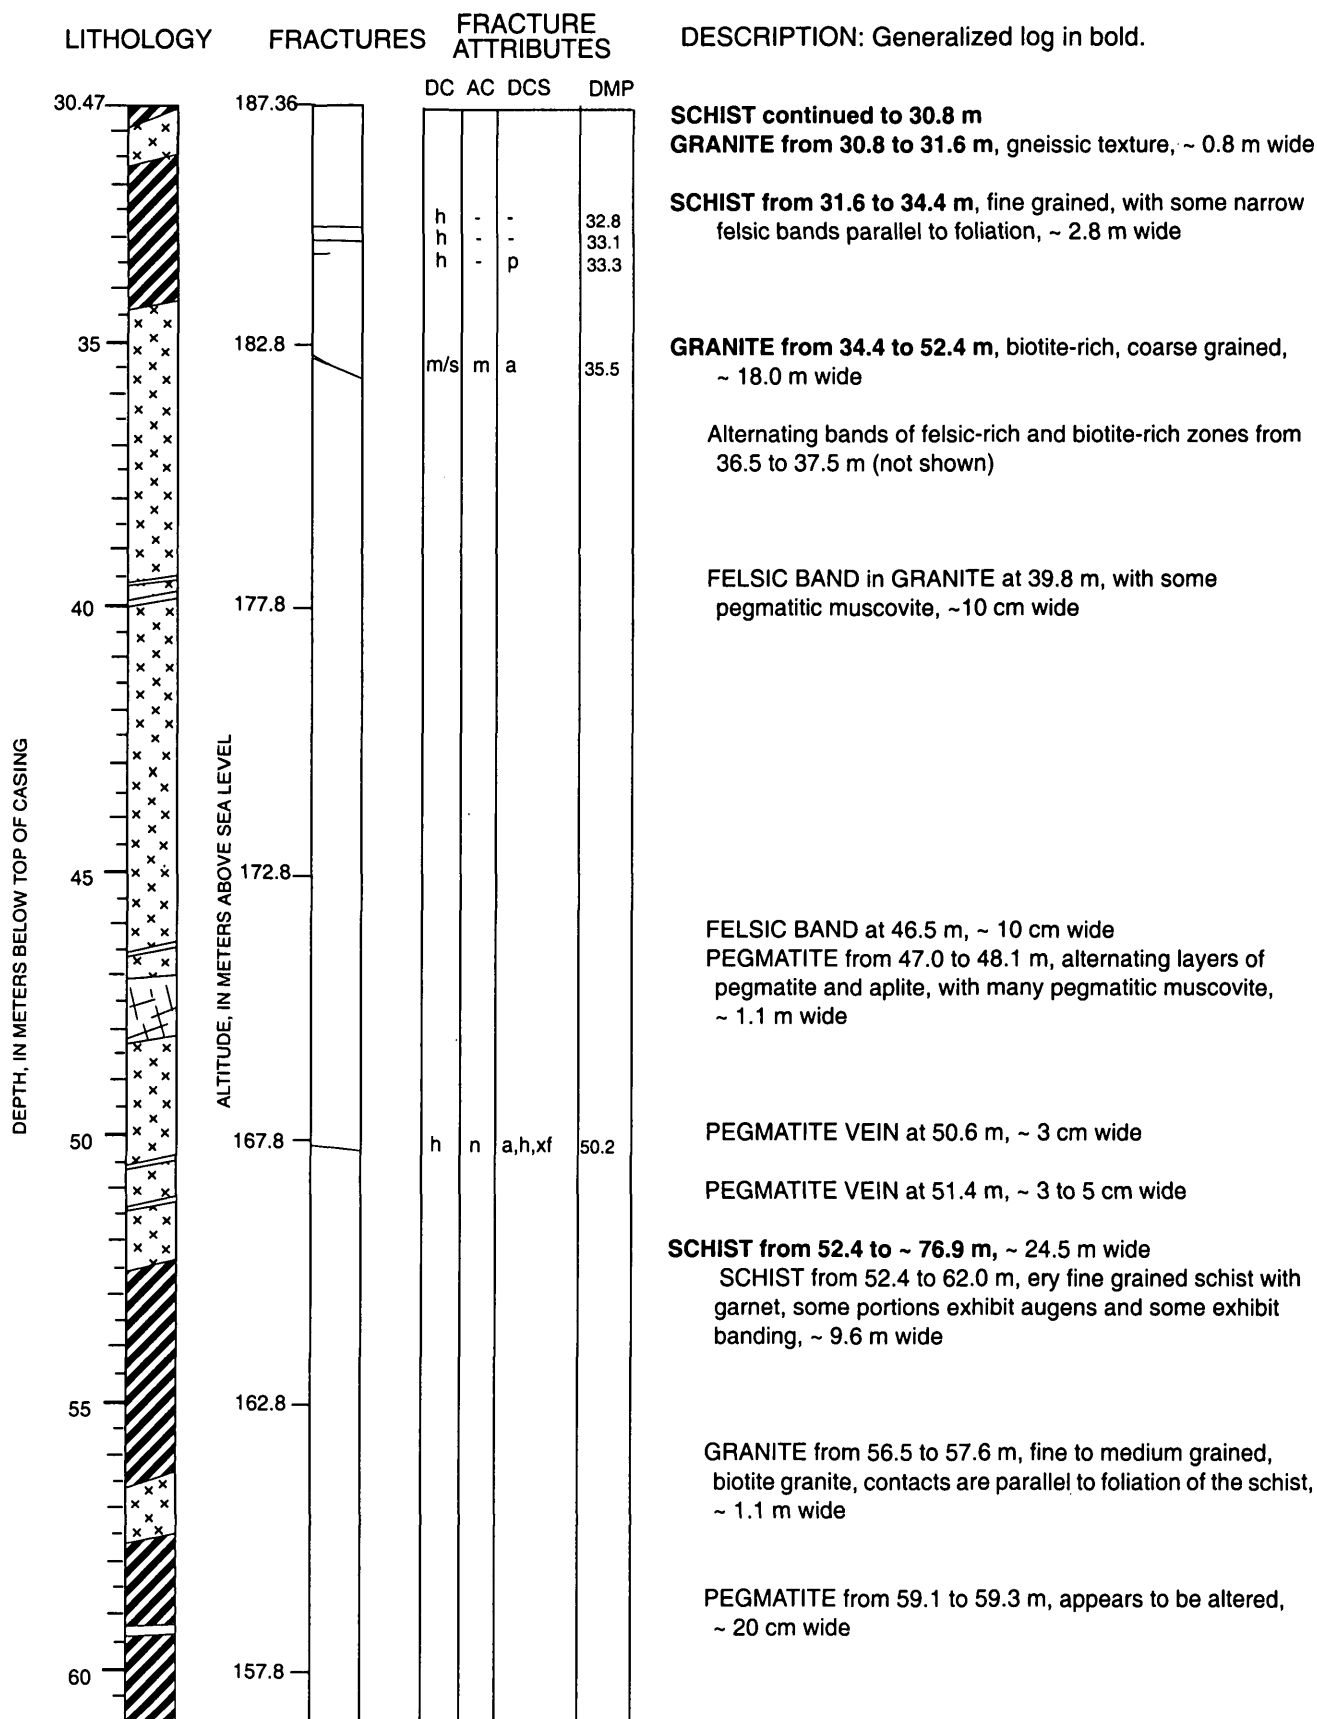 LITHOLOGY FRACTURES FRACTURE ATTRIBUTES DESCRIPTION: Generalized log in bold.
DC AC DCS DMP
30.47 187.36
SCHIST continued to 30.8 m
GRANITE from 30.8 to 31.6 m, gneissic texture, ~ 0.8 m wide
SCHIST from 31.6 to 34.4 m, fine grained, with some narrow
felsic bands parallel to foliation, ~ 2.8 m wide
h - - 32.8
h - - 33.1
h - p 33.3
35 182.8
GRANITE from 34.4 to 52.4 m, biotite-rich, coarse grained,
~ 18.0 m wide
m/s m a 35.5
Alternating bands of felsic-rich and biotite-rich zones from
36.5 to 37.5 m (not shown)
FELSIC BAND in GRANITE at 39.8 m, with some
pegmatitic muscovite, ~10 cm wide
40 177.8
DEPTH, IN METERS BELOW TOP OF CASING
ALTITUDE, IN METERS ABOVE SEA LEVEL
45 172.8
FELSIC BAND at 46.5 m, ~ 10 cm wide
PEGMATITE from 47.0 to 48.1 m, alternating layers of
pegmatite and aplite, with many pegmatitic muscovite,
~ 1.1 m wide
50 167.8
h n a,h,xf 50.2
PEGMATITE VEIN at 50.6 m, ~ 3 cm wide
PEGMATITE VEIN at 51.4 m, ~ 3 to 5 cm wide
SCHIST from 52.4 to ~ 76.9 m, ~ 24.5 m wide
SCHIST from 52.4 to 62.0 m, ery fine grained schist with
garnet, some portions exhibit augens and some exhibit
banding, ~ 9.6 m wide
55 162.8
GRANITE from 56.5 to 57.6 m, fine to medium grained,
biotite granite, contacts are parallel to foliation of the schist,
~ 1.1 m wide
PEGMATITE from 59.1 to 59.3 m, appears to be altered,
~ 20 cm wide
60 157.8